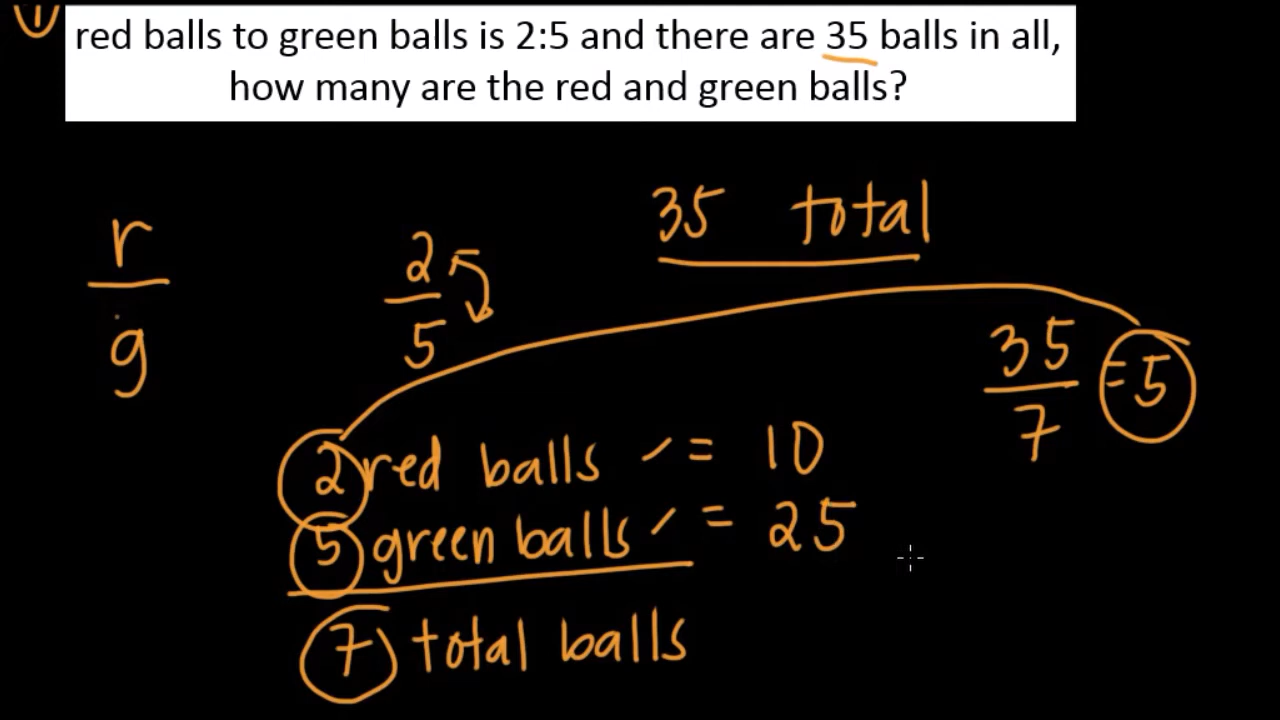 1
red balls to green balls is 2:5 and there are 35 balls in all,
how many are the red and green balls?
35 total
r
g
2
5
35
7
=5
2 red balls = 10
5 green balls = 25
7 total balls